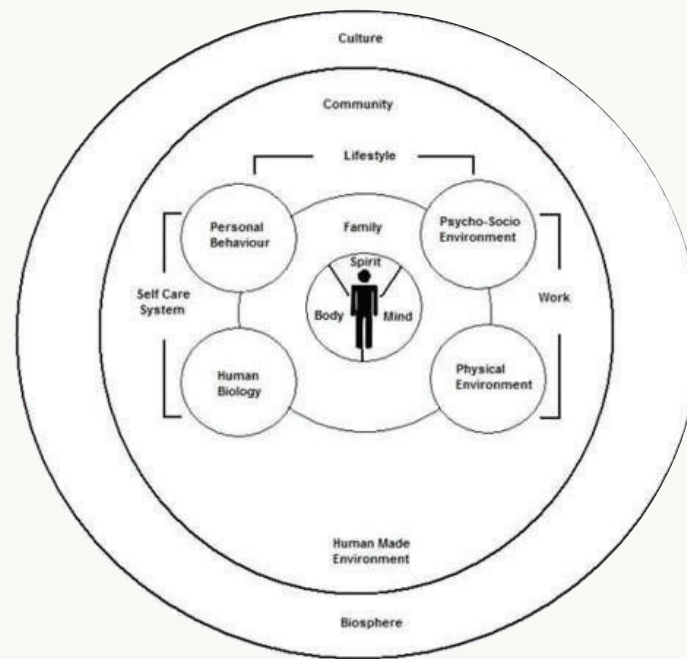 Culture
Community
Lifestyle
Personal
Behaviour
Family
Psycho-Socio
Environment
Spirit
Self Care
System
Body
Mind
Work
Human
Biology
Physical
Environment
Human Made
Environment
Biosphere